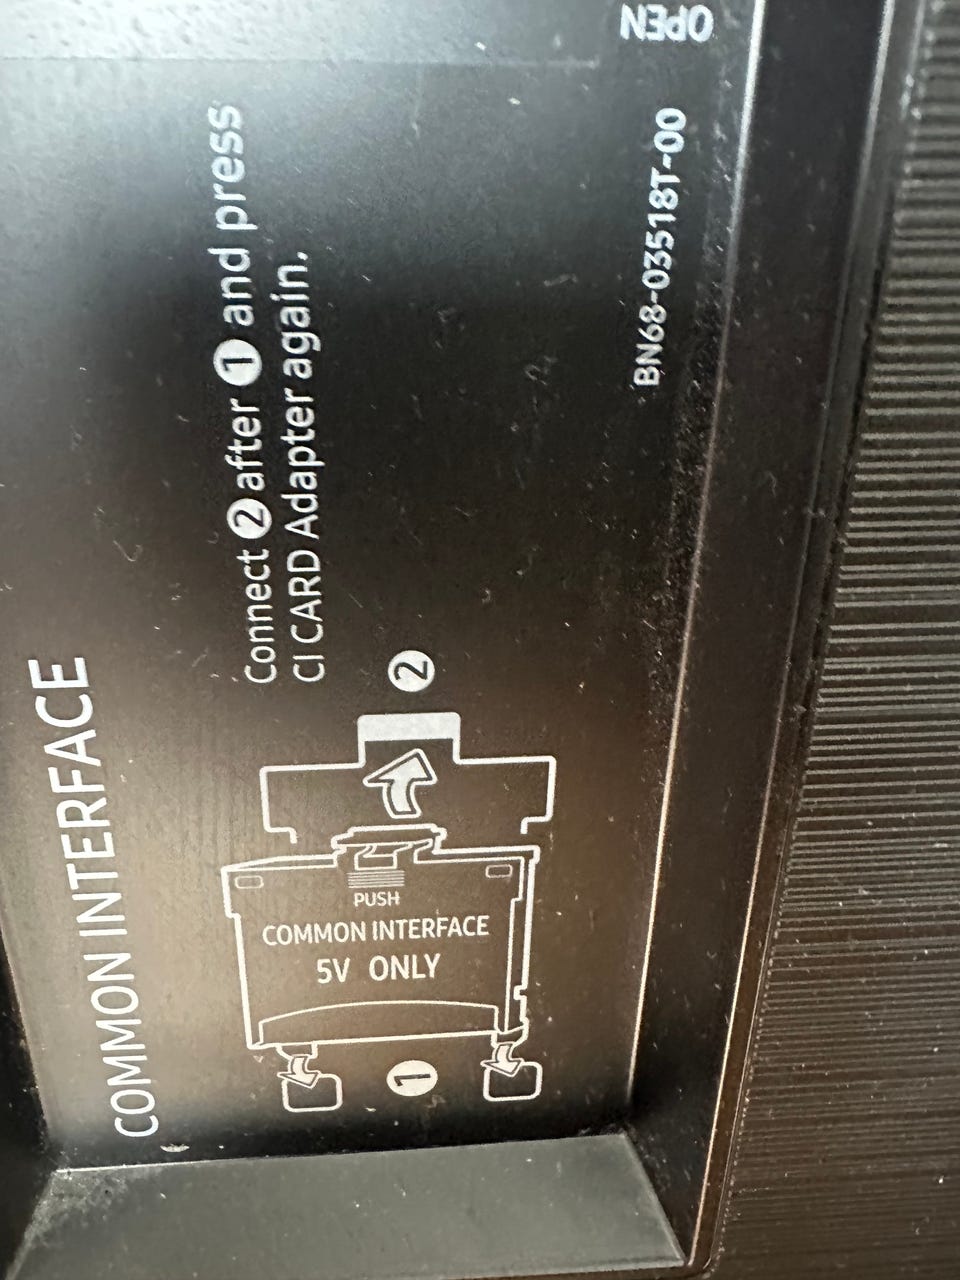 COMMON INTERFACE
Connect 2 after 1 and press
CI CARD Adapter again.
1
PUSH
COMMON INTERFACE
5V ONLY
2
BN68-03518T-00
OPEN